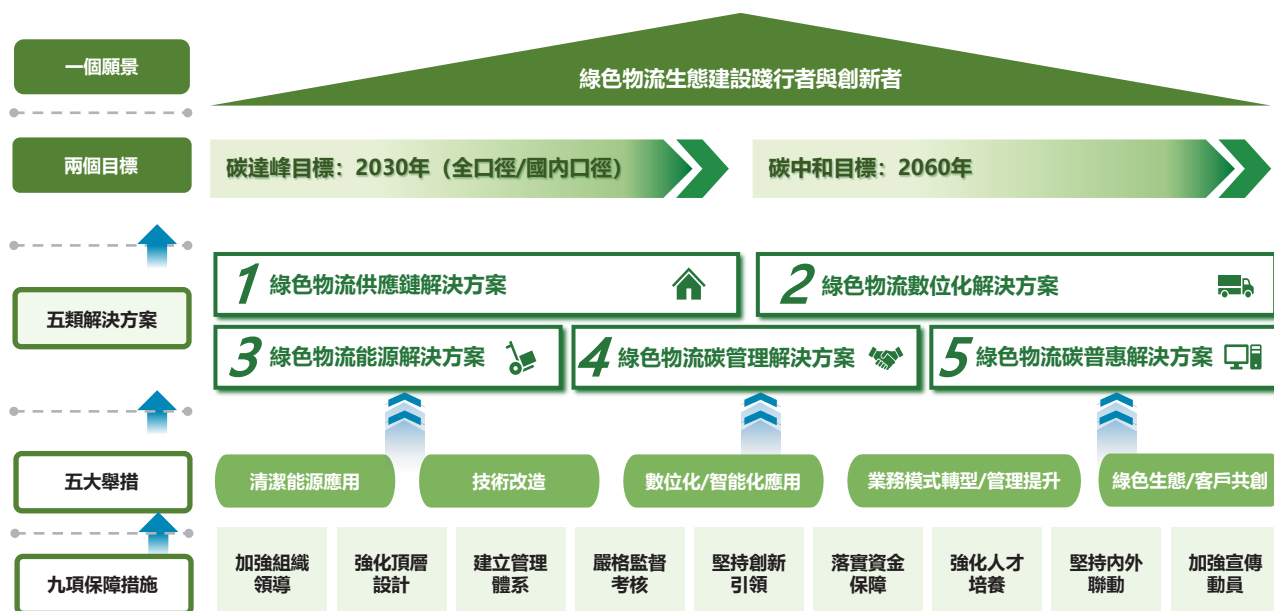 一個願景
綠色物流生態建設踐行者與創新者
兩個目標
碳達峰目標：2030年（全口徑/國內口徑）
碳中和目標：2060年
五類解決方案
1 綠色物流供應鏈解決方案
2 綠色物流數位化解決方案
3 綠色物流能源解決方案
4 綠色物流碳管理解決方案
5 綠色物流碳普惠解決方案
五大舉措
清潔能源應用
技術改造
數位化/智能化應用
業務模式轉型/管理提升
綠色生態/客戶共創
九項保障措施
加強組織
領導
強化頂層
設計
建立管理
體系
嚴格監督
考核
堅持創新
引領
落實資金
保障
強化人才
培養
堅持內外
聯動
加強宣傳
動員